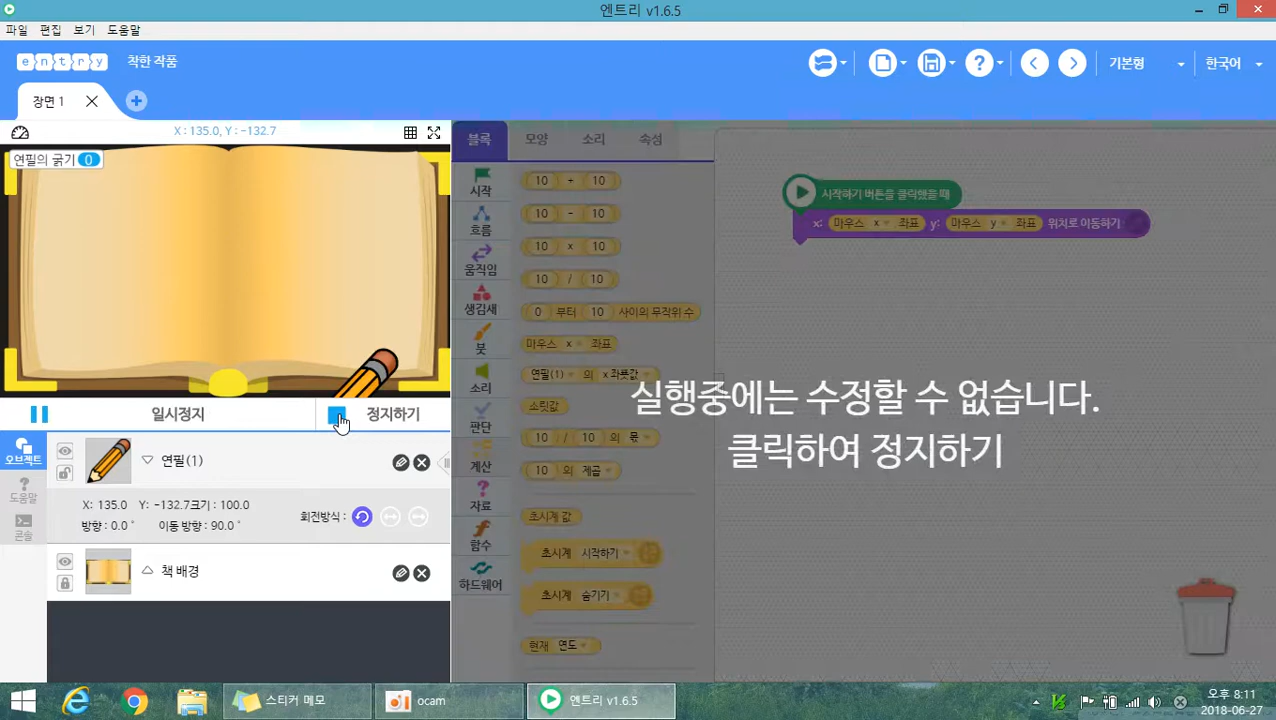 엔트리 v1.6.5
파일 편집 보기 도움말
entry 착한 작품
기본형 한국어
장면 1
X : 135.0, Y : -132.7
연필의 굵기 0
일시정지 정지하기
오브젝트
도움말
콘솔
연필(1)
X: 135.0 Y: -132.7크기 : 100.0
방향 : 0.0° 이동 방향 : 90.0°
회전방식 :
책 배경
블록 모양 소리 속성
시작
흐름
움직임
생김새
붓
소리
판단
계산
자료
함수
하드웨어
10 + 10
10 - 10
10 x 10
10 / 10
0 부터 10 사이의 무작위 수
마우스 x 좌표
연필(1) 의 x 좌푯값
소릿값
10 / 10 의 몫
10 의 제곱
초시계 값
초시계 시작하기
초시계 숨기기
현재 연도
시작하기 버튼을 클릭했을 때
x: 마우스 x 좌표 y: 마우스 y 좌표 위치로 이동하기
실행중에는 수정할 수 없습니다.
클릭하여 정지하기
스티커 메모
ocam
엔트리 v1.6.5
오후 8:11
2018-06-27